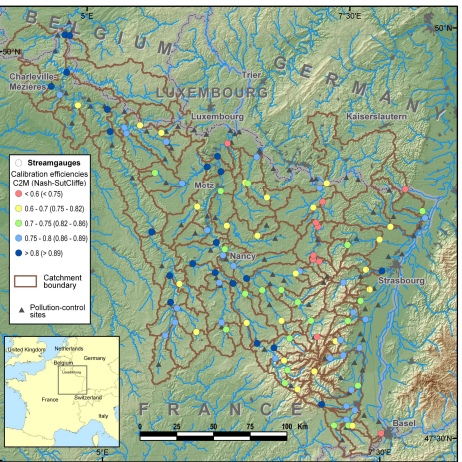 5°E
7°30'E
50°N
50°N
BELGIUM
GERMANY
Charleville
Mézières
Trier
LUXEMBOURG
Luxembourg
Kaiserslautern
Streamgauges
Calibration efficiencies
C2M (Nash-SutCliffe)
< 0.6 (< 0.75)
0.6 - 0.7 (0.75 - 0.82)
0.7 - 0.75 (0.82 - 0.86)
0.75 - 0.8 (0.86 - 0.89)
> 0.8 (> 0.89)
Catchment
boundary
Pollution-control
sites
Metz
Nancy
Strasbourg
United Kingdom
Netherlands
Belgium
Germany
Luxembourg
France
Switzerland
Italy
FRANCE
Basel
0 25 50 75 100 Km
47°30'N
5°E
7°30'E